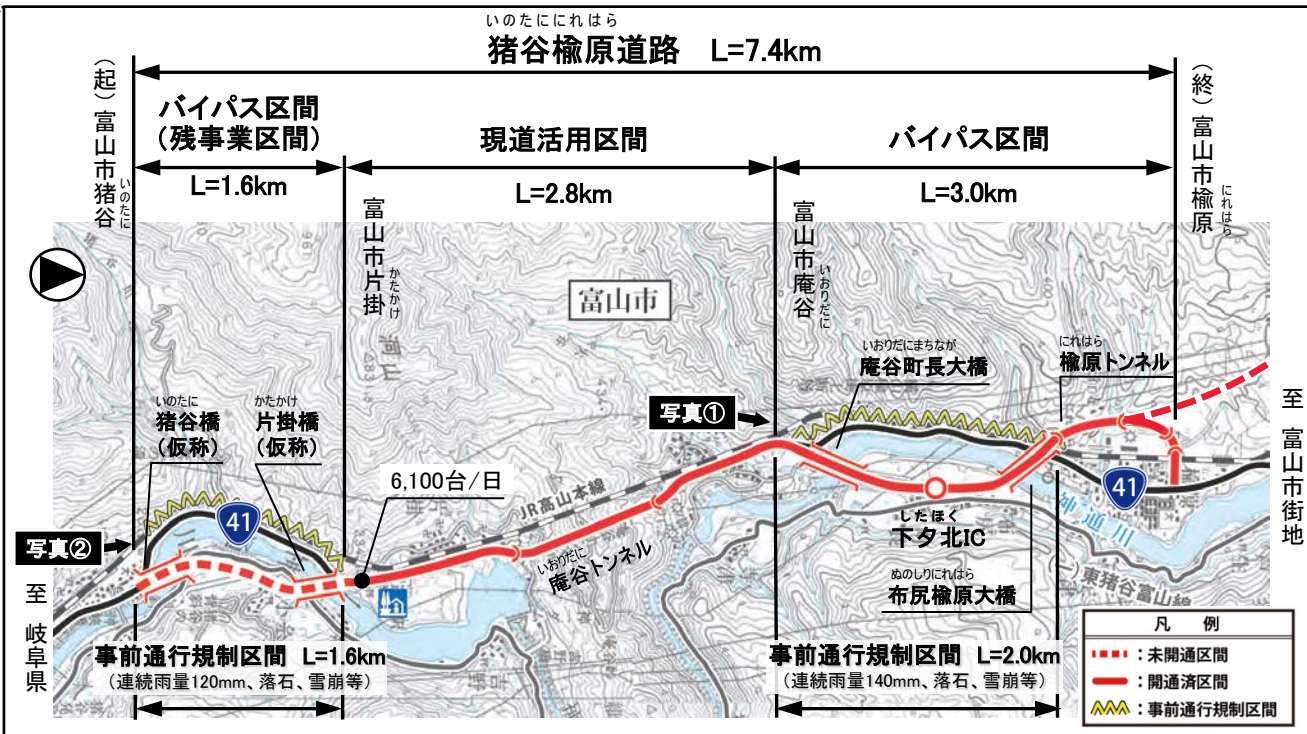 いのたににれはら
猪谷楡原道路 L=7.4km
(起)富山市猪谷
いのたに
(終)富山市楡原
にれはら
バイパス区間
(残事業区間)
L=1.6km
現道活用区間
L=2.8km
バイパス区間
L=3.0km
富山市片掛
かたかけ
富山市庵谷
いおりだに
富山市
いのたに
猪谷橋
(仮称)
かたかけ
片掛橋
(仮称)
いおりだにまちなが
庵谷町長大橋
にれはら
楡原トンネル
写真①
6,100台/日
JR高山本線
いおりだに
庵谷トンネル
41
41
したほく
下夕北IC
ぬのしりにれはら
布尻楡原大橋
神通川
(一)東猪谷富山線
写真②
至 岐阜県
至 富山市街地
事前通行規制区間 L=1.6km
(連続雨量120mm、落石、雪崩等)
事前通行規制区間 L=2.0km
(連続雨量140mm、落石、雪崩等)
凡 例
:未開通区間
:開通済区間
:事前通行規制区間